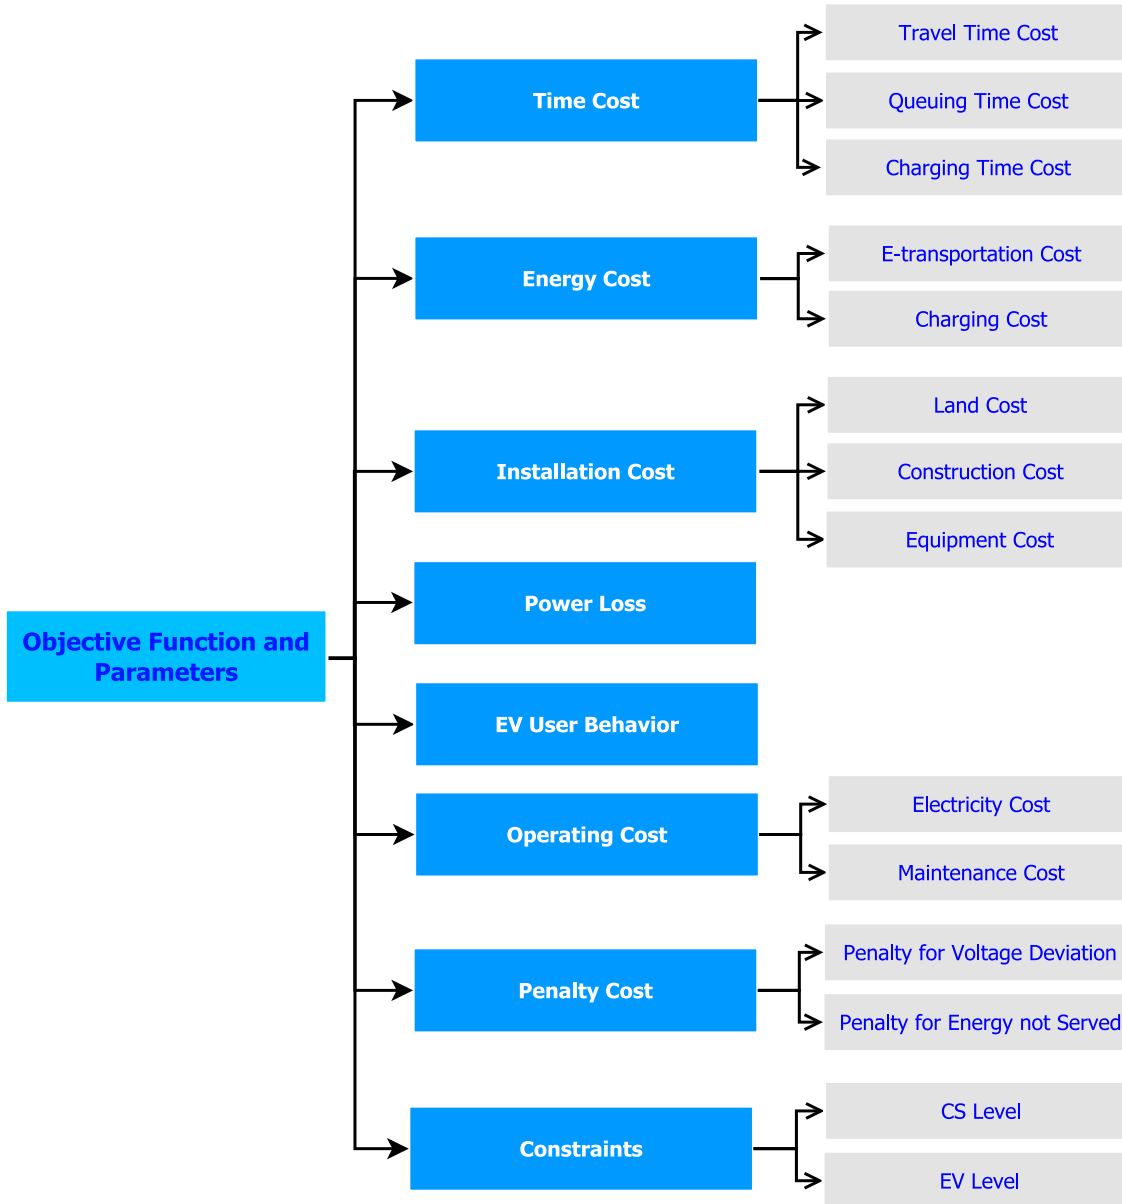 Objective Function and
Parameters
Time Cost
Travel Time Cost
Queuing Time Cost
Charging Time Cost
Energy Cost
E-transportation Cost
Charging Cost
Installation Cost
Land Cost
Construction Cost
Equipment Cost
Power Loss
EV User Behavior
Operating Cost
Electricity Cost
Maintenance Cost
Penalty Cost
Penalty for Voltage Deviation
Penalty for Energy not Served
Constraints
CS Level
EV Level